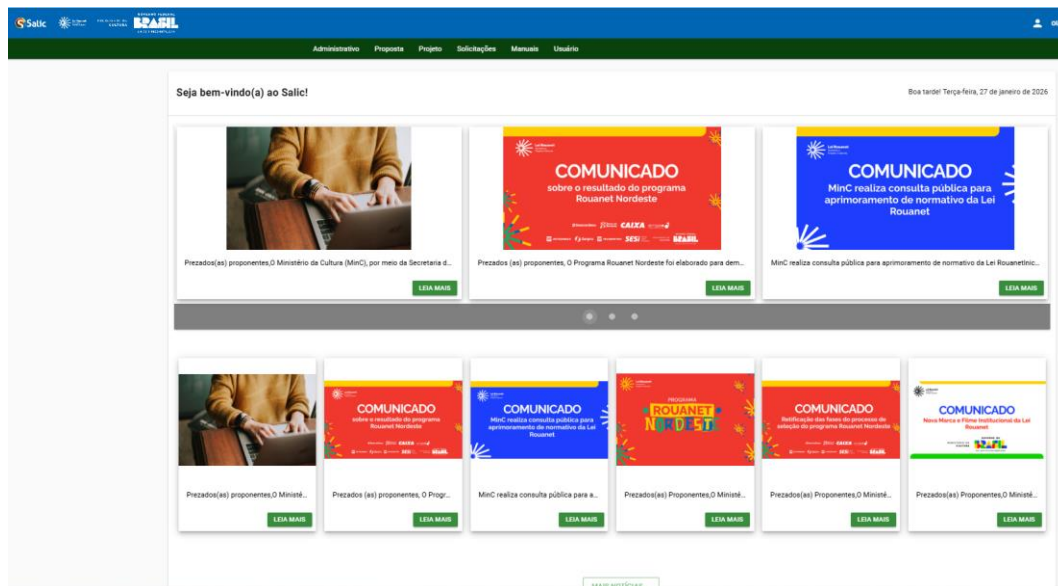 Salic
BRASIL
Administrativo Proposta Projeto Solicitações Manuais Usuário
Seja bem-vindo(a) ao Salic!
Boa tarde! Terça-feira, 27 de janeiro de 2026
COMUNICADO
sobre o resultado do programa
Rouanet Nordeste
CAIXA
SESI
BRASIL
COMUNICADO
MinC realiza consulta pública para
aprimoramento de normativo da Lei
Rouanet
Prezados(as) proponentes,O Ministério da Cultura (MinC), por meio da Secretaria d...
Prezados (as) proponentes, O Programa Rouanet Nordeste foi elaborado para dem...
MinC realiza consulta pública para aprimoramento de normativo da Lei RouanetInic...
LEIA MAIS
LEIA MAIS
LEIA MAIS
COMUNICADO
sobre o resultado do programa
Rouanet Nordeste
CAIXA
SESI
COMUNICADO
MinC realiza consulta pública para
aprimoramento de normativo da Lei
Rouanet
PROGRAMA
ROUANET
NORDESTE
COMUNICADO
Retificação das fases do processo de
seleção do programa Rouanet Nordeste
CAIXA
SESI
COMUNICADO
Nova Marca e Filme Institucional da Lei
Rouanet
BRASIL
Prezados(as) proponentes,O Ministé...
Prezados (as) proponentes, O Progr...
MinC realiza consulta pública para a...
Prezados(as) Proponentes,O Ministé...
Prezados(as) Proponentes,O Ministé...
Prezados(as) Proponentes,O Ministé...
LEIA MAIS
LEIA MAIS
LEIA MAIS
LEIA MAIS
LEIA MAIS
LEIA MAIS
MAIS NOTÍCIAS